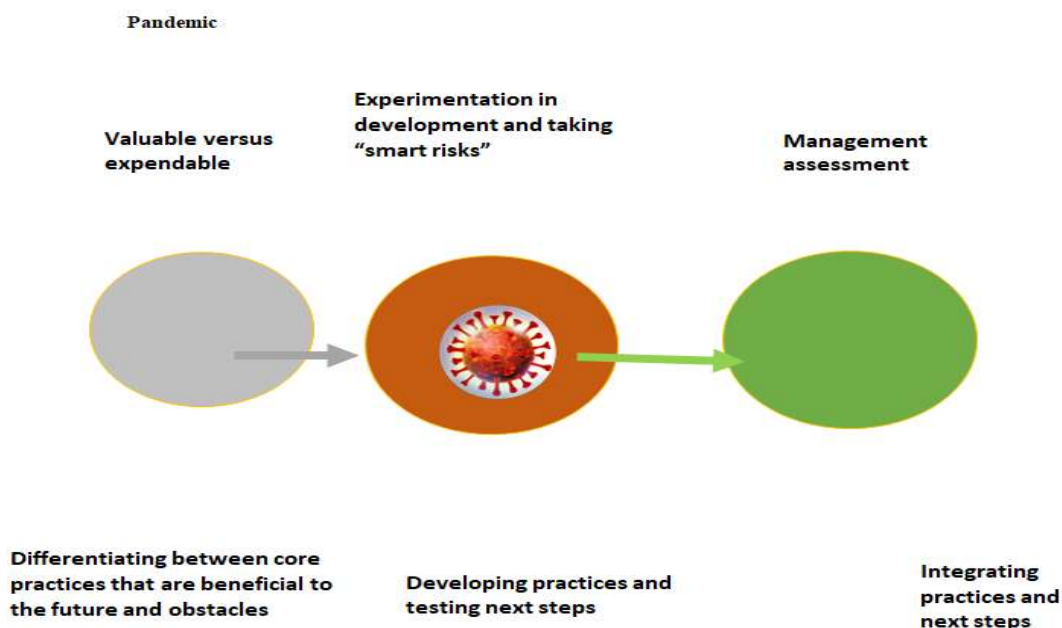 Pandemic
Valuable versus
expendable
Experimentation in
development and taking
“smart risks”
Management
assessment
Differentiating between core
practices that are beneficial to
the future and obstacles
Developing practices and
testing next steps
Integrating
practices and
next steps